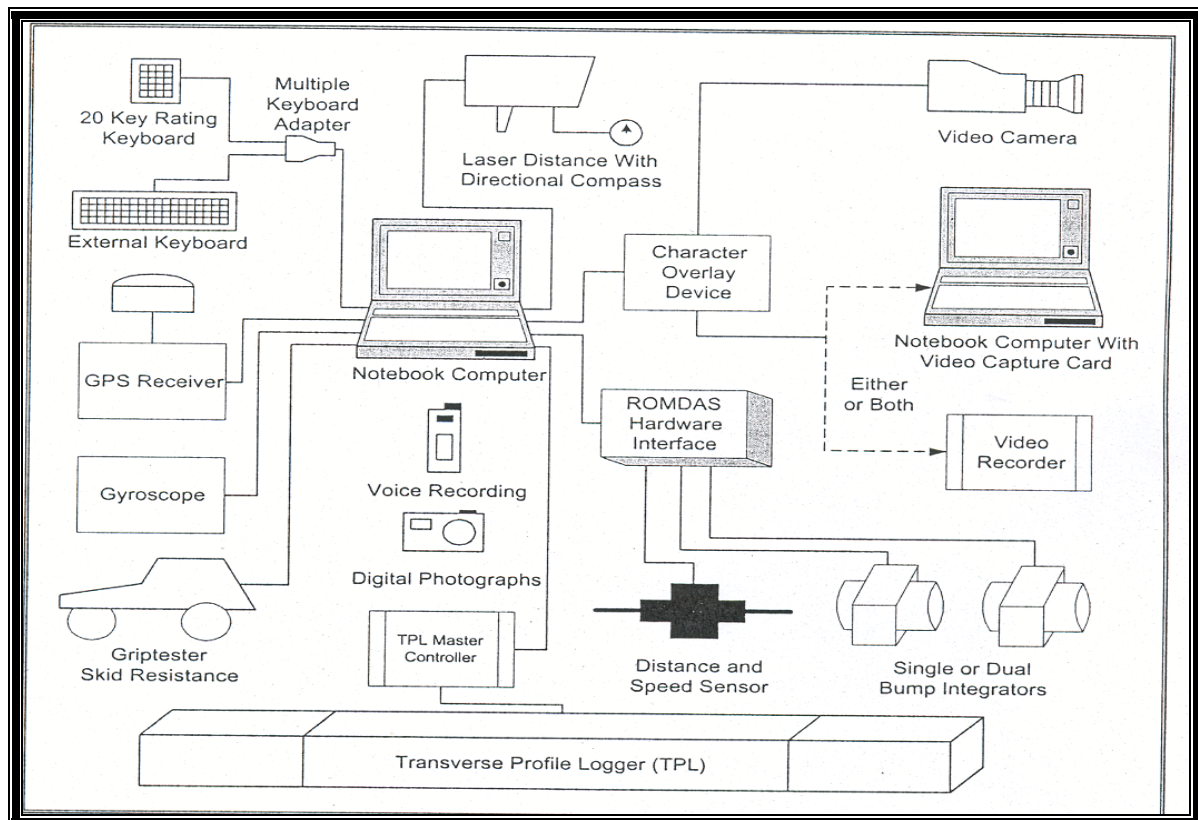 20 Key Rating
Keyboard
Multiple
Keyboard
Adapter
External Keyboard
Laser Distance With
Directional Compass
Video Camera
Character
Overlay
Device
Notebook Computer With
Video Capture Card
GPS Receiver
Notebook Computer
Either
or Both
ROMDAS
Hardware
Interface
Video
Recorder
Gyroscope
Voice Recording
Digital Photographs
Griptester
Skid Resistance
TPL Master
Controller
Distance and
Speed Sensor
Single or Dual
Bump Integrators
Transverse Profile Logger (TPL)